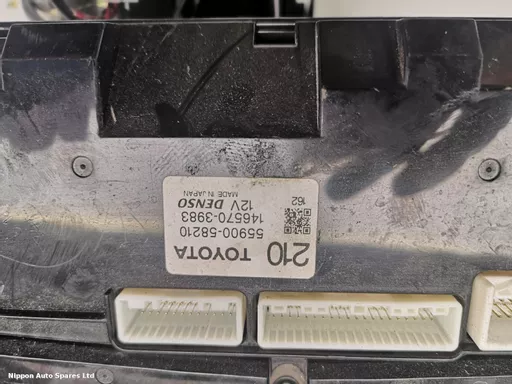 210 TOYOTA
55900-58210
146570-3983
12V DENSO
162 MADE IN JAPAN
Nippon Auto Spares Ltd